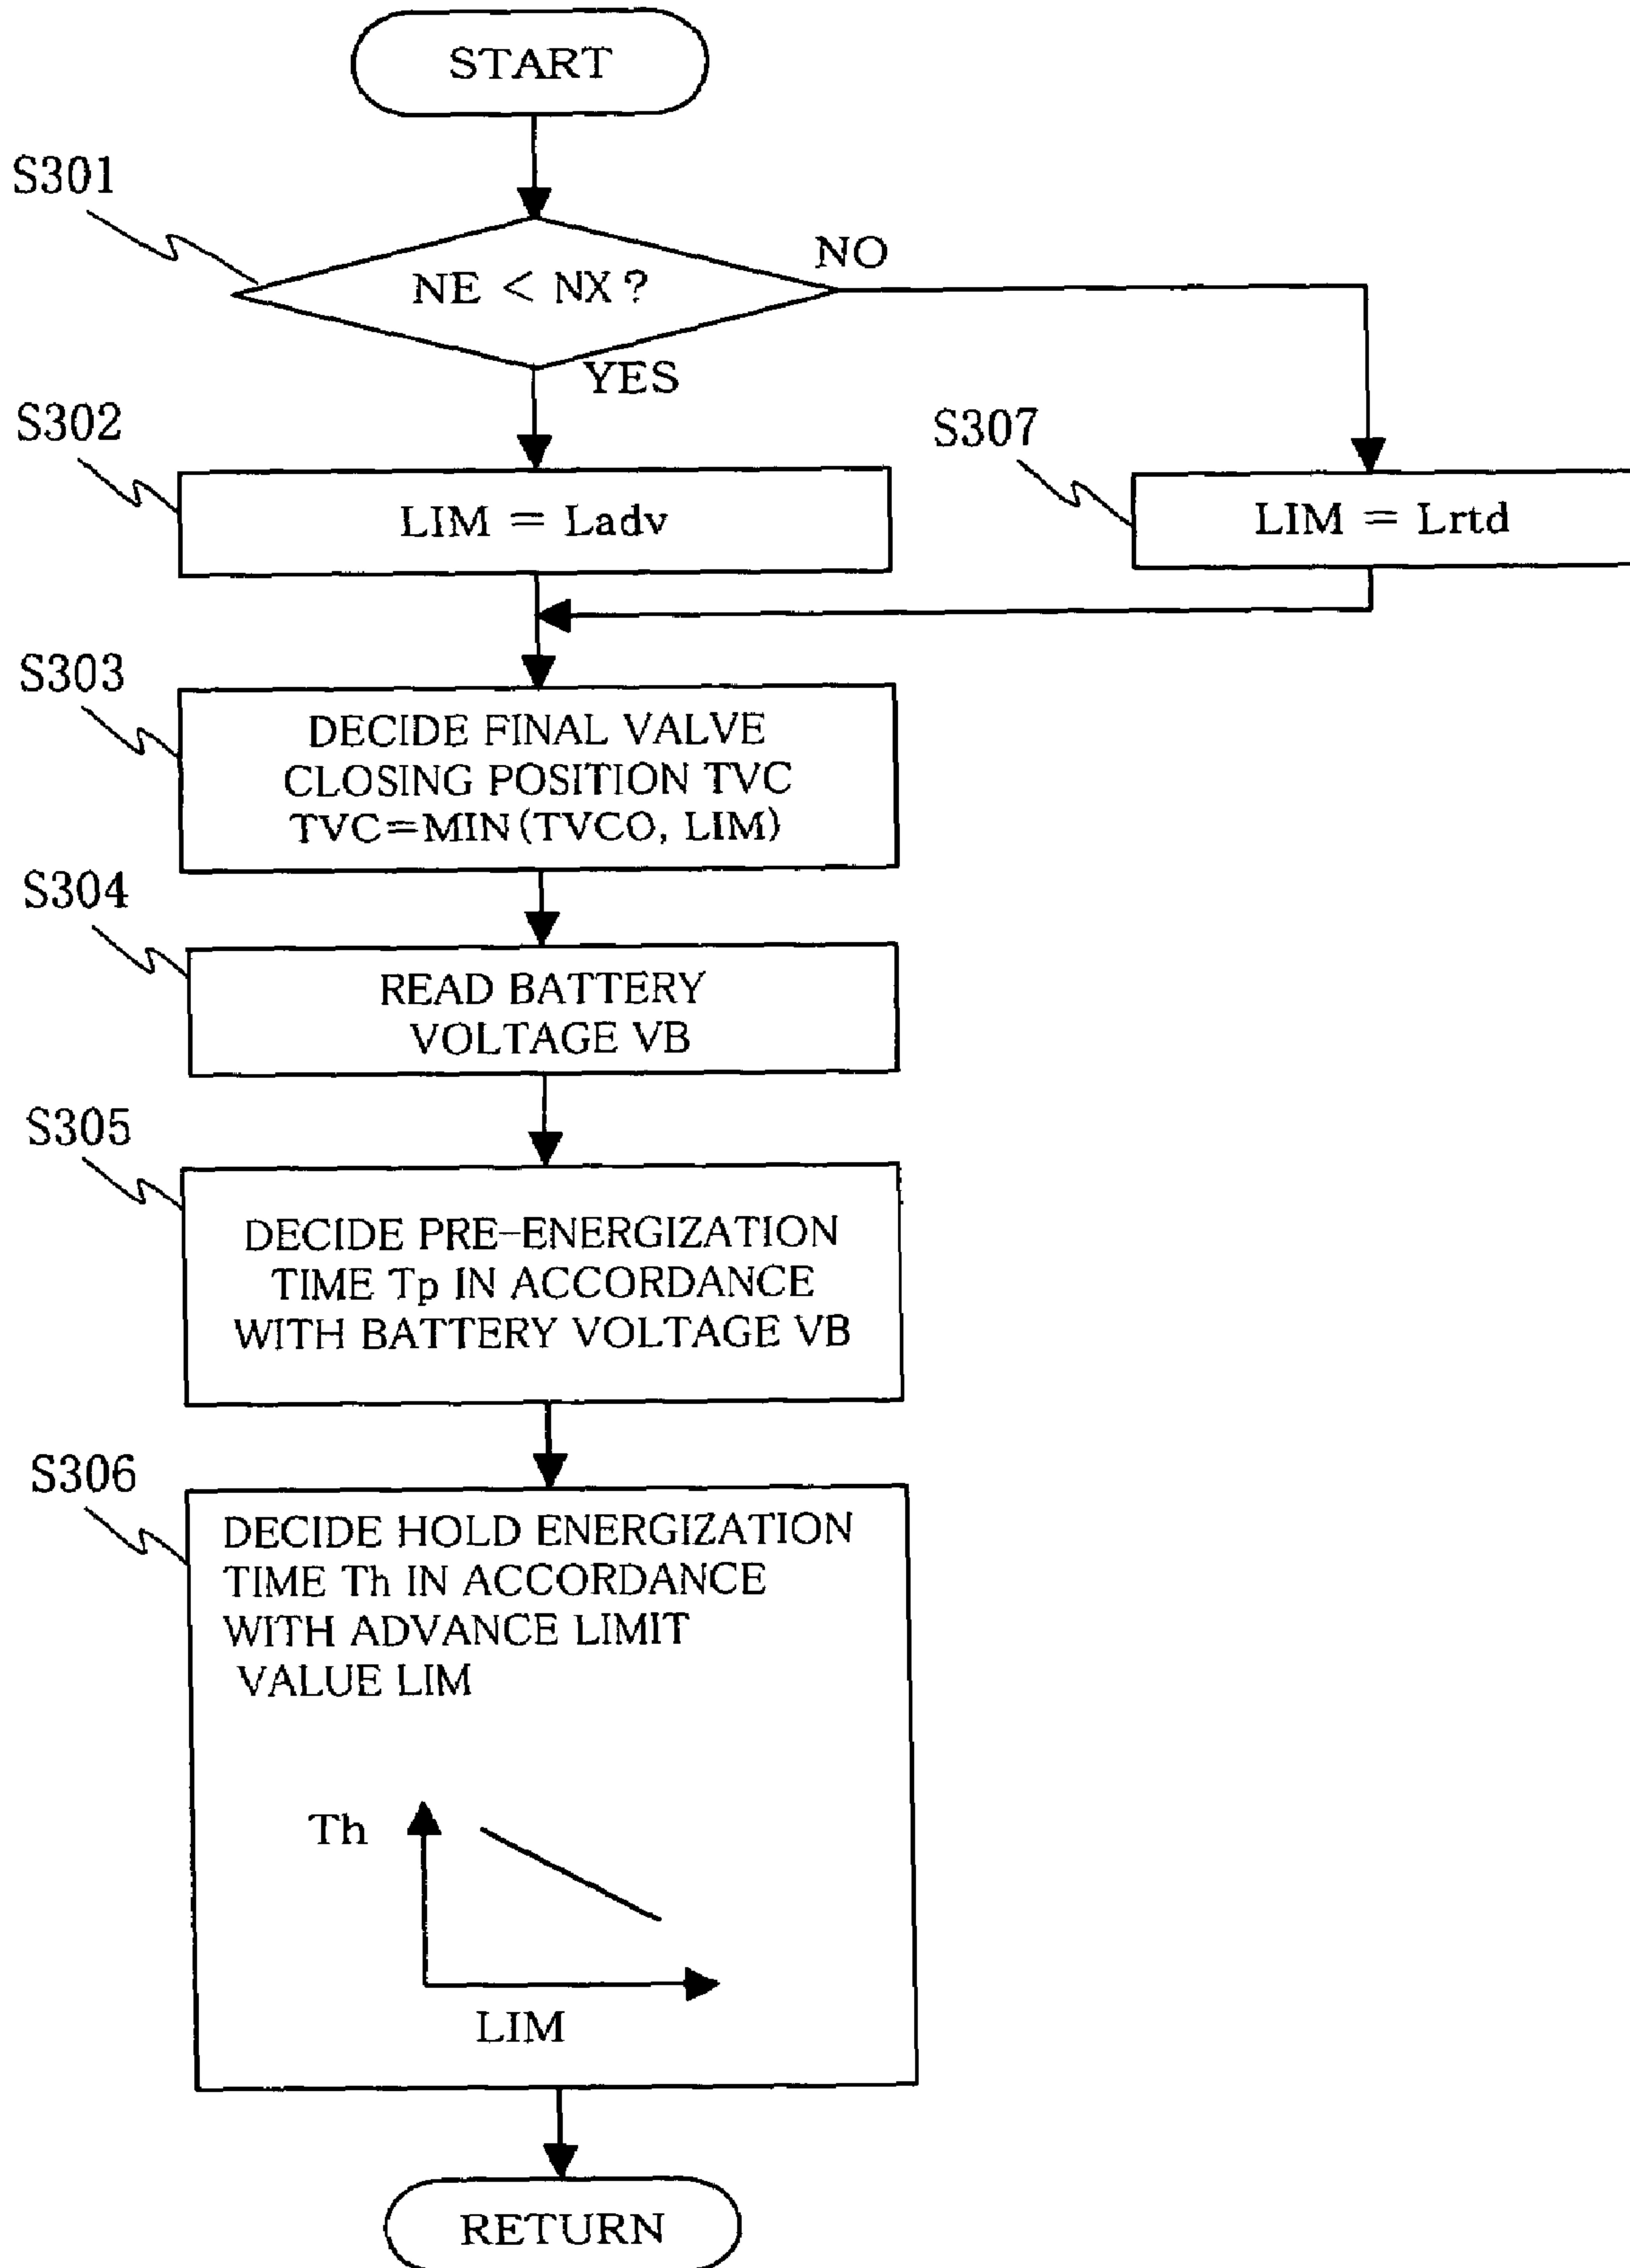 START
S301
NE < NX?
NO
YES
S302
LIM = Ladv
S307
LIM = Lrtd
S303
DECIDE FINAL VALVE
CLOSING POSITION TVC
TVC=MIN(TVCO, LIM)
S304
READ BATTERY
VOLTAGE VB
S305
DECIDE PRE-ENERGIZATION
TIME Tp IN ACCORDANCE
WITH BATTERY VOLTAGE VB
S306
DECIDE HOLD ENERGIZATION
TIME Th IN ACCORDANCE
WITH ADVANCE LIMIT
VALUE LIM
Th
LIM
RETURN